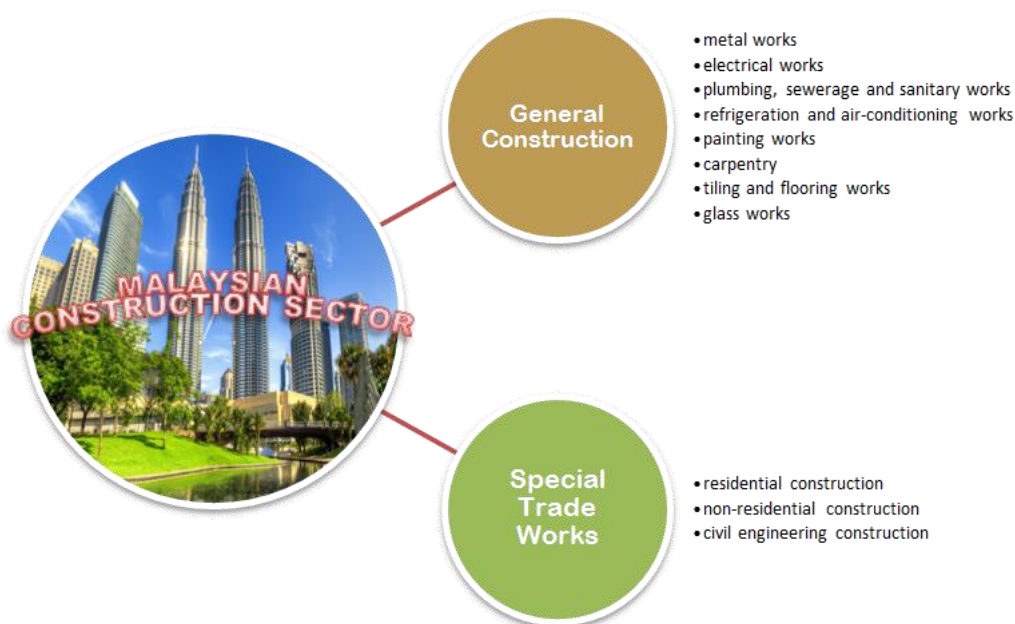 MALAYSIAN
CONSTRUCTION SECTOR
General
Construction
•metal works
•electrical works
•plumbing, sewerage and sanitary works
•refrigeration and air-conditioning works
•painting works
•carpentry
•tiling and flooring works
•glass works
Special
Trade
Works
•residential construction
•non-residential construction
•civil engineering construction